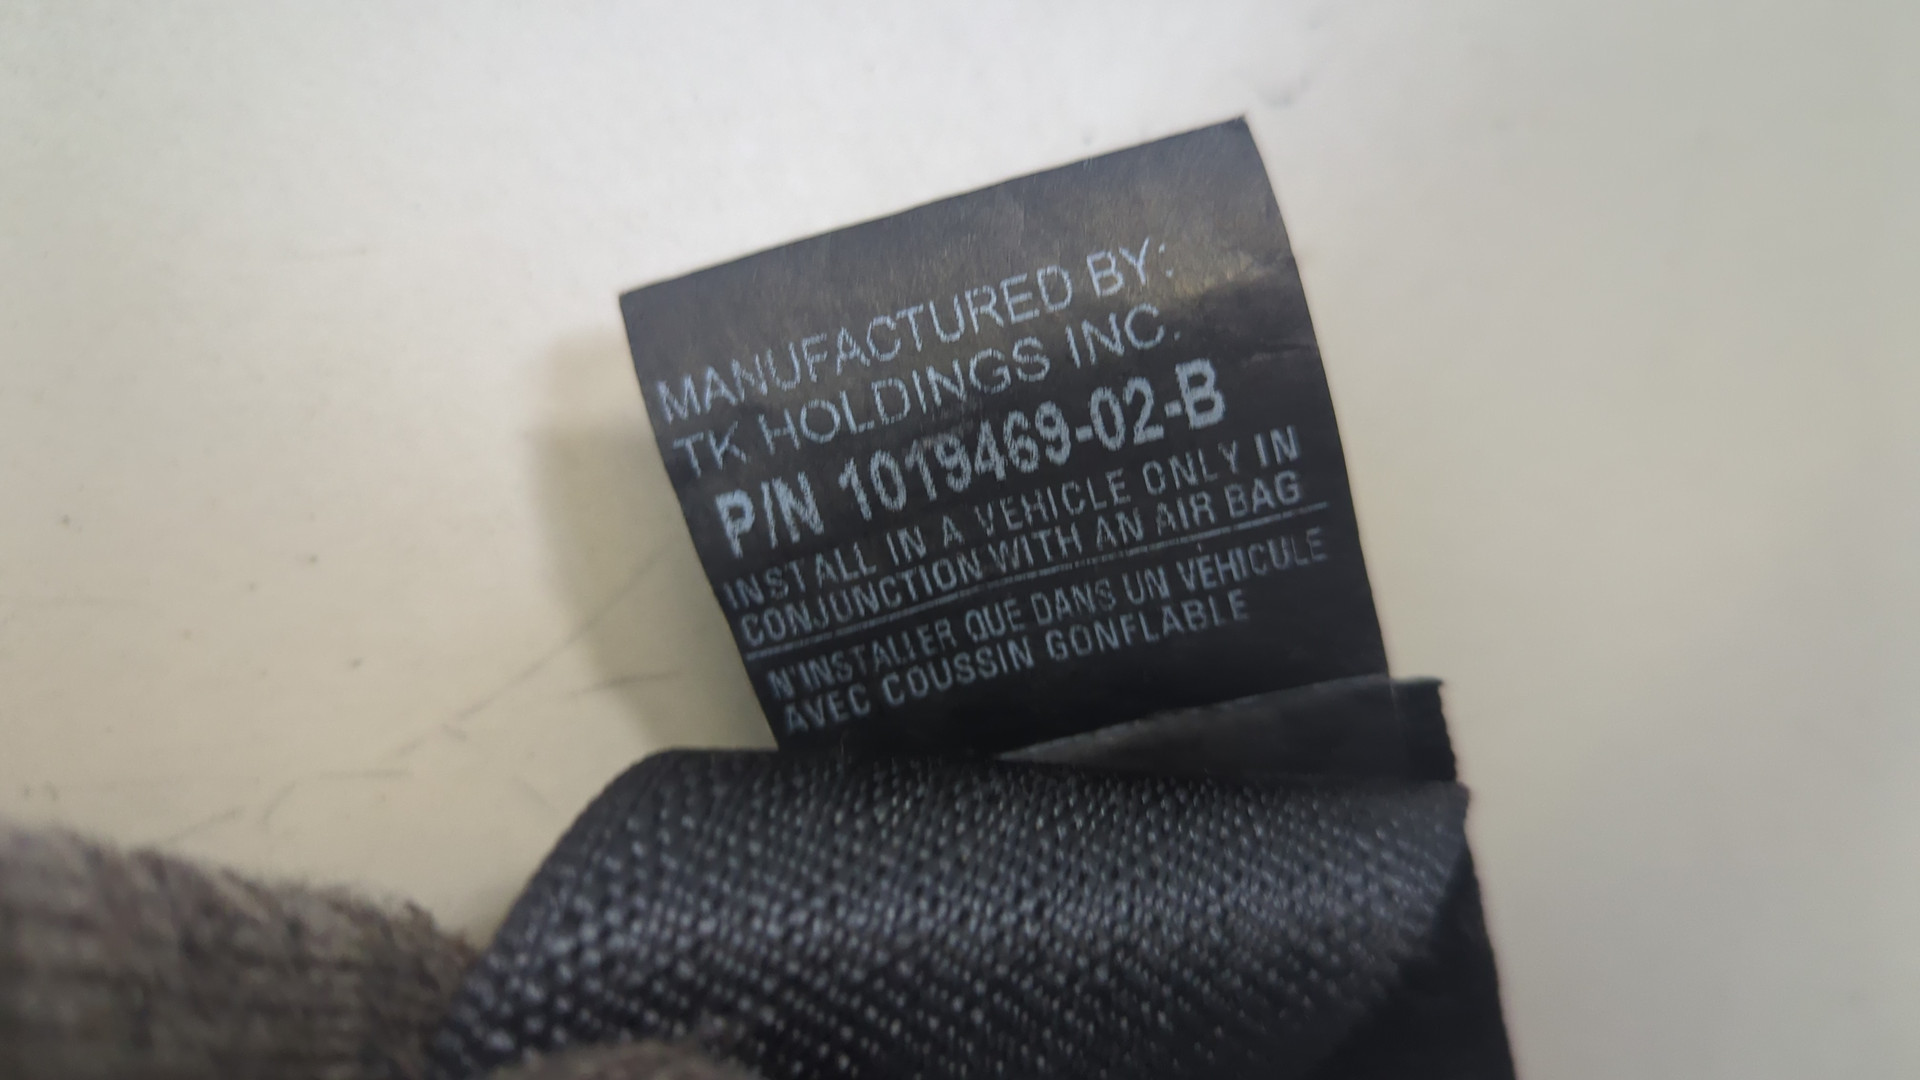 MANUFACTURED BY:
TK HOLDINGS INC.
P/N 1019469-02-B
INSTALL IN A VEHICLE ONLY IN
CONJUNCTION WITH AN AIR BAG
N'INSTALLER QUE DANS UN VÉHICULE
AVEC COUSSIN GONFLABLE